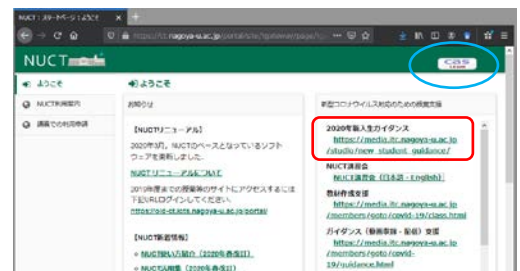 NUCT : スタートページ : ようこそ
nagoya-u.ac.jp
NUCT
cas
ようこそ
ようこそ
NUCT利用案内
講義での利用申請
お知らせ
【NUCTリニューアル】
2020年3月、NUCTのベースとなっているソフト
ウェアを更新しました.
NUCTリニューアルについて
2019年度までの授業等のサイトにアクセスするには
下記URLログインしてください.
https://old-ct.icts.nagoya-u.ac.jp/portal/
【NUCT新着情報】
NUCT使い方紹介（2020年春改訂）
NUCT活用集（2020年春改訂）
新型コロナウイルス対応のための授業支援
2020年新入生ガイダンス
https://media.itc.nagoya-u.ac.jp
/studio/new_student_guidance/
NUCT講習会
NUCT講習会（日本語・English）
教材作成支援
https://media.itc.nagoya-u.ac.jp
/members/goto/covid-19/class.html
ガイダンス（動画収録・配信）支援
https://media.itc.nagoya-u.ac.jp
/members/goto/covid-
19/guidance.html